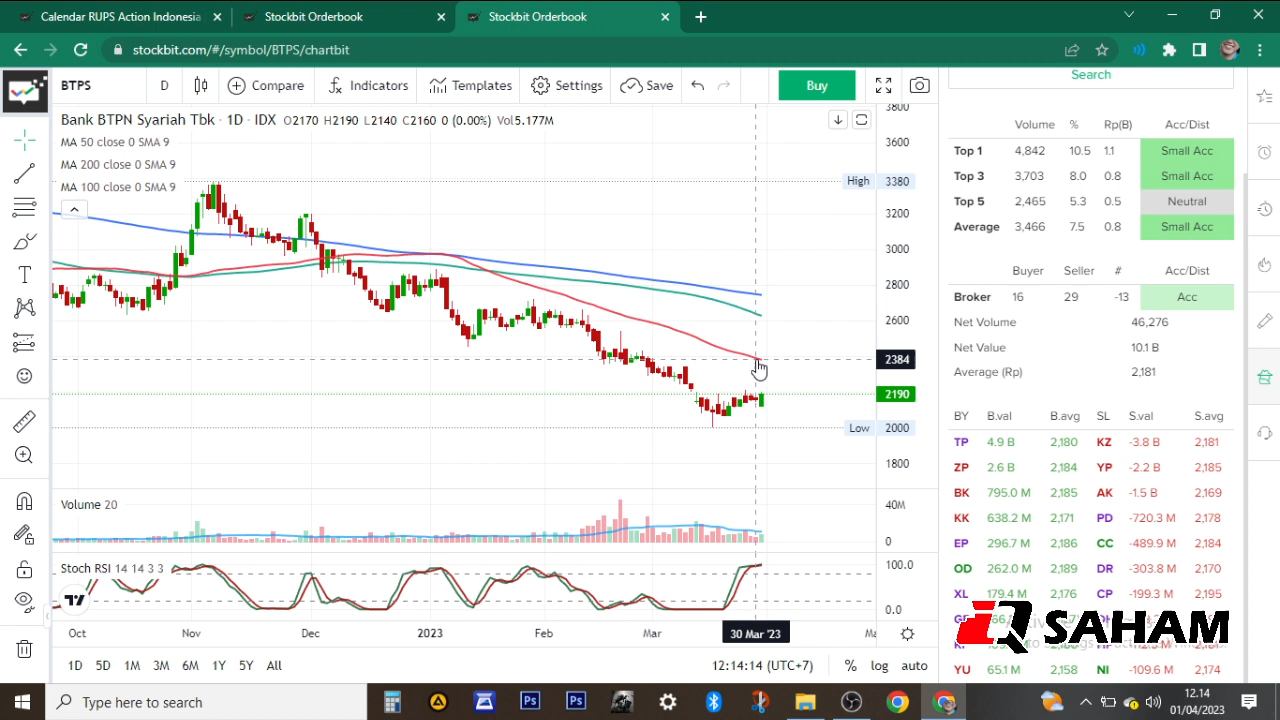 Calendar RUPS Action Indonesia
Stockbit Orderbook
Stockbit Orderbook
stockbit.com/#/symbol/BTPS/chartbit
BTPS
D
Compare
Indicators
Templates
Settings
Save
Buy
Bank BTPN Syariah Tbk · 1D · IDX O2170 H2190 L2140 C2160 0 (0.00%) Vol5.177M
MA 50 close 0 SMA 9
MA 200 close 0 SMA 9
MA 100 close 0 SMA 9
3800
3600
High 3380
3200
3000
2800
2600
2384
2190
Low 2000
1800
Volume 20
40M
0
Stoch RSI 14 14 3 3
100.0
0.0
Oct Nov Dec 2023 Feb Mar 30 Mar '23
1D 5D 1M 3M 6M 1Y 5Y All
12:14:14 (UTC+7) % log auto
Search
Volume % Rp(B) Acc/Dist
Top 1 4,842 10.5 1.1 Small Acc
Top 3 3,703 8.0 0.8 Small Acc
Top 5 2,465 5.3 0.5 Neutral
Average 3,466 7.5 0.8 Small Acc
Buyer Seller # Acc/Dist
Broker 16 29 -13 Acc
Net Volume 46,276
Net Value 10.1 B
Average (Rp) 2,181
BY B.val B.avg SL S.val S.avg
TP 4.9 B 2,180 KZ -3.8 B 2,181
ZP 2.6 B 2,184 YP -2.2 B 2,185
BK 795.0 M 2,185 AK -1.5 B 2,169
KK 638.2 M 2,171 PD -720.3 M 2,178
EP 296.7 M 2,186 CC -489.9 M 2,184
OD 262.0 M 2,189 DR -303.8 M 2,170
XL 179.4 M 2,176 CP -199.3 M 2,195
IQ SAHAM
YU 65.1 M 2,158 NI -109.6 M 2,174
Type here to search
12.14
01/04/2023